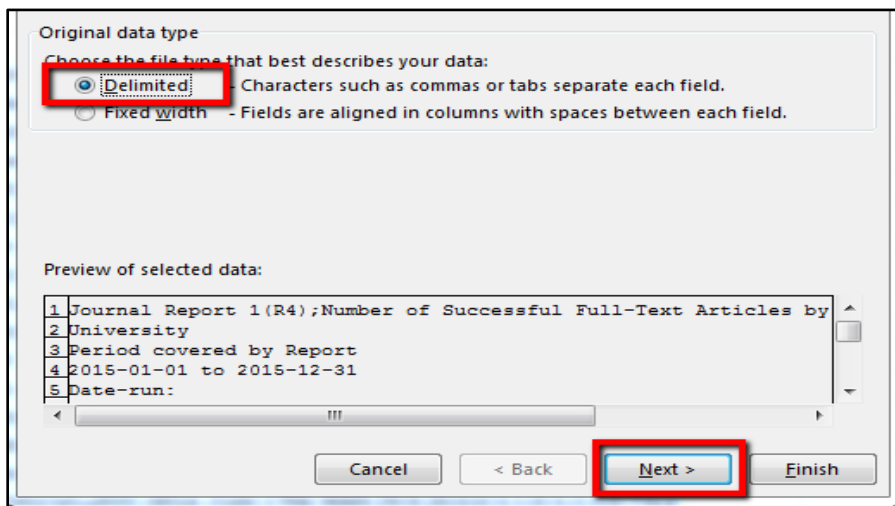 Original data type
Choose the file type that best describes your data:
Delimited - Characters such as commas or tabs separate each field.
Fixed width - Fields are aligned in columns with spaces between each field.
Preview of selected data:
1 Journal Report 1(R4);Number of Successful Full-Text Articles by
2 University
3 Period covered by Report
4 2015-01-01 to 2015-12-31
5 Date-run:
Cancel < Back Next > Finish